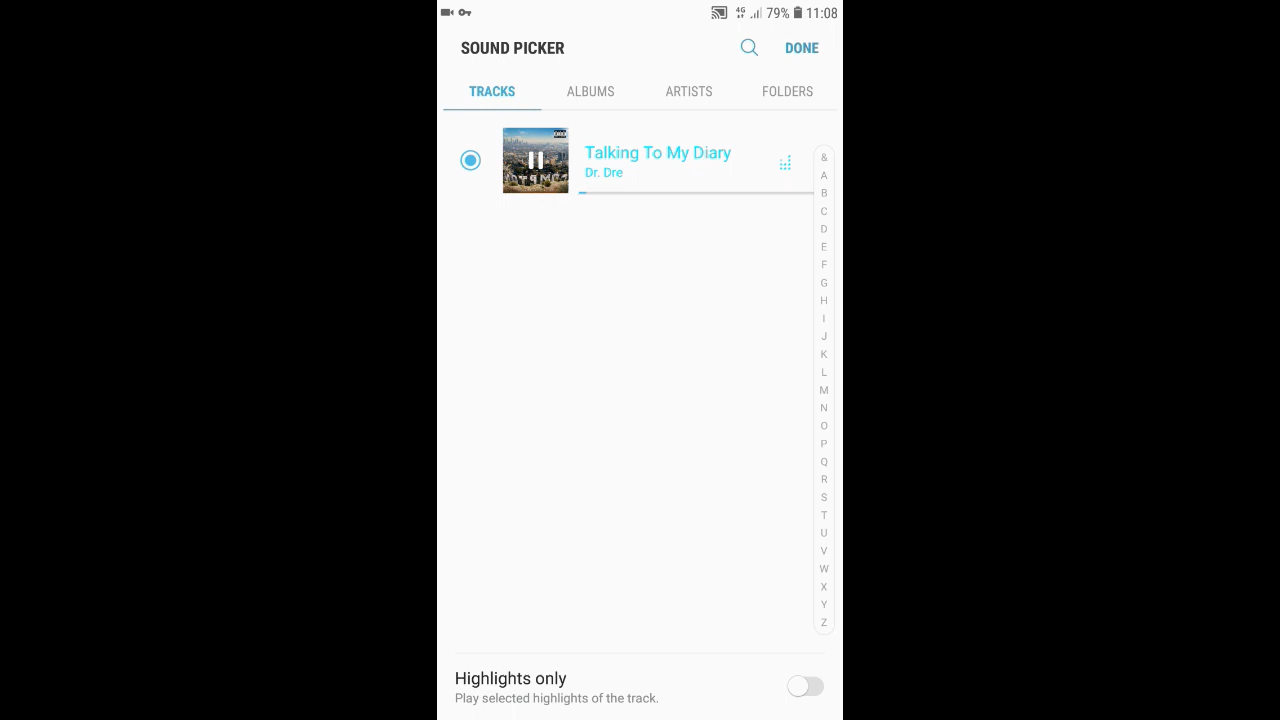 4G 79% 11:08
SOUND PICKER DONE
TRACKS ALBUMS ARTISTS FOLDERS
Talking To My Diary
Dr. Dre
&
A
B
C
D
E
F
G
H
I
J
K
L
M
N
O
P
Q
R
S
T
U
V
W
X
Y
Z
Highlights only
Play selected highlights of the track.